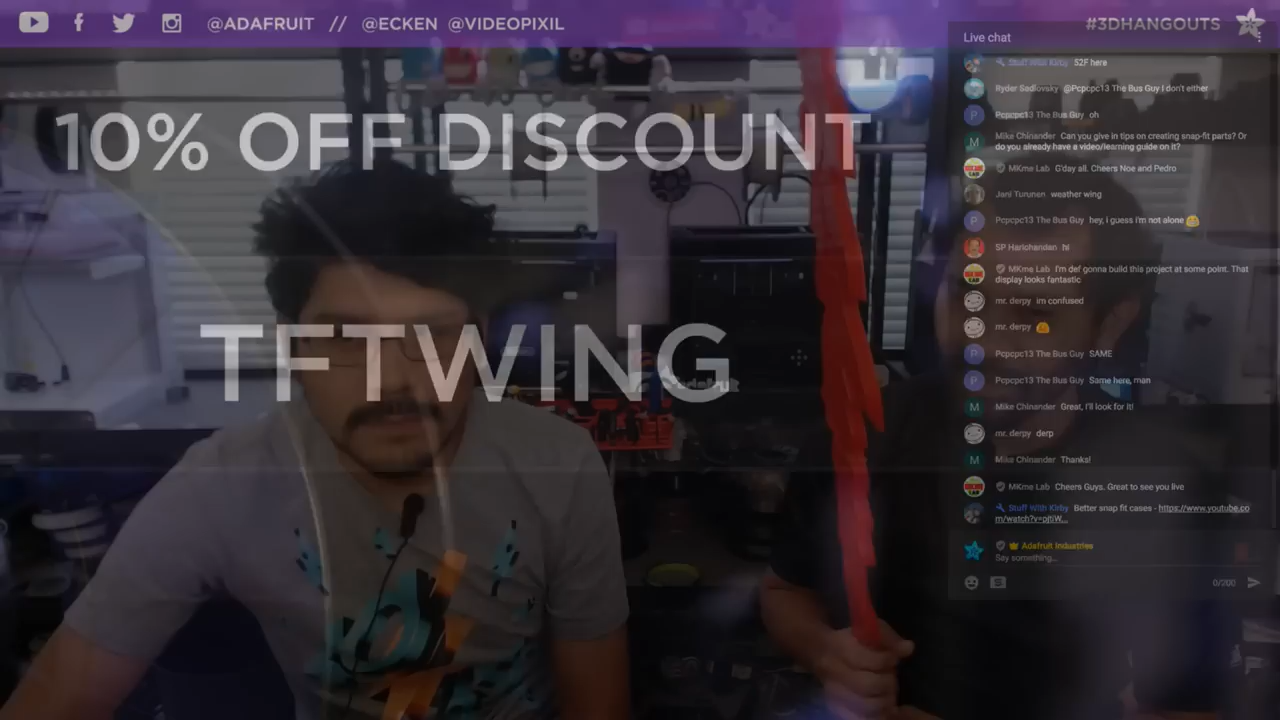 @ADAFRUIT // @ECKEN @VIDEOPIXIL
#3DHANGOUTS
10% OFF DISCOUNT
TFTWING
Live chat
Stuff With Kirby S2F here
Ryder Sadlovsky @Pcpcpc13 The Bus Guy I don't either
Pcpcpc13 The Bus Guy oh
Mike Chinander Can you give in tips on creating snap-fit parts? Or
do you already have a video/learning guide on it?
MKme Lab G'day all. Cheers Noe and Pedro
Jani Turunen weather wing
Pcpcpc13 The Bus Guy hey, i guess i'm not alone
SP Harichandan hi
MKme Lab I'm def gonna build this project at some point. That
display looks fantastic
mr. derpy im confused
mr. derpy
Pcpcpc13 The Bus Guy SAME
Pcpcpc13 The Bus Guy Same here, man
Mike Chinander Great, I'll look for it!
mr. derpy derp
Mike Chinander Thanks!
MKme Lab Cheers Guys. Great to see you live
Stuff With Kirby Better snap fit cases - https://www.youtube.co
Adafruit Industries
Say something...
0/200